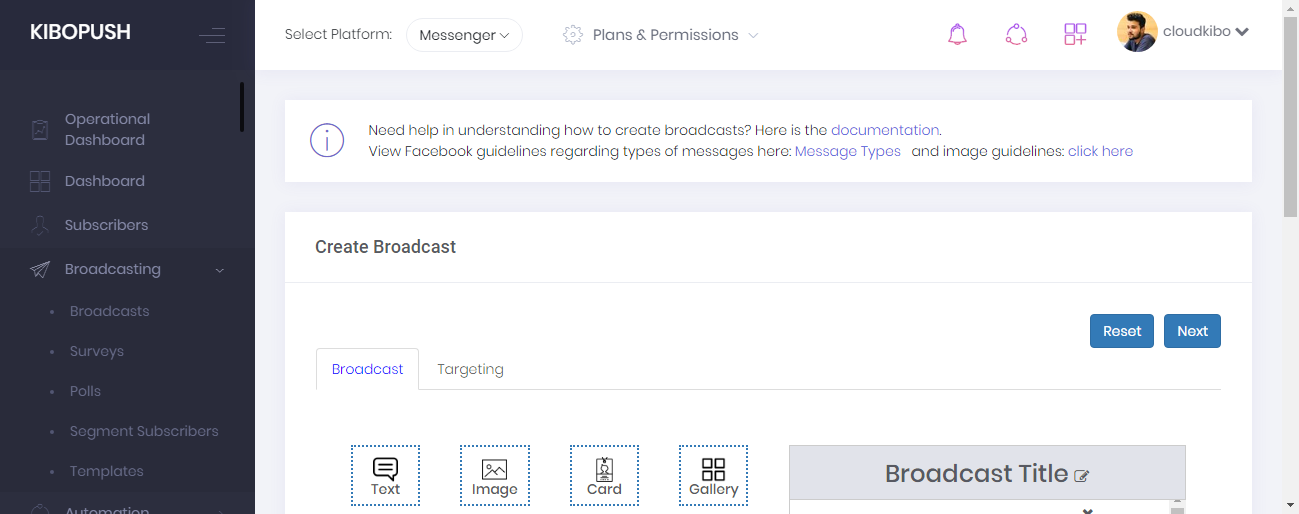 KIBOPUSH
Select Platform:
Messenger
Plans & Permissions
cloudkibo
Operational
Dashboard
Dashboard
Subscribers
Broadcasting
Broadcasts
Surveys
Polls
Segment Subscribers
Templates
Automation
Need help in understanding how to create broadcasts? Here is the documentation.
View Facebook guidelines regarding types of messages here: Message Types and image guidelines: click here
Create Broadcast
Reset
Next
Broadcast
Targeting
Text
Image
Card
Gallery
Broadcast Title